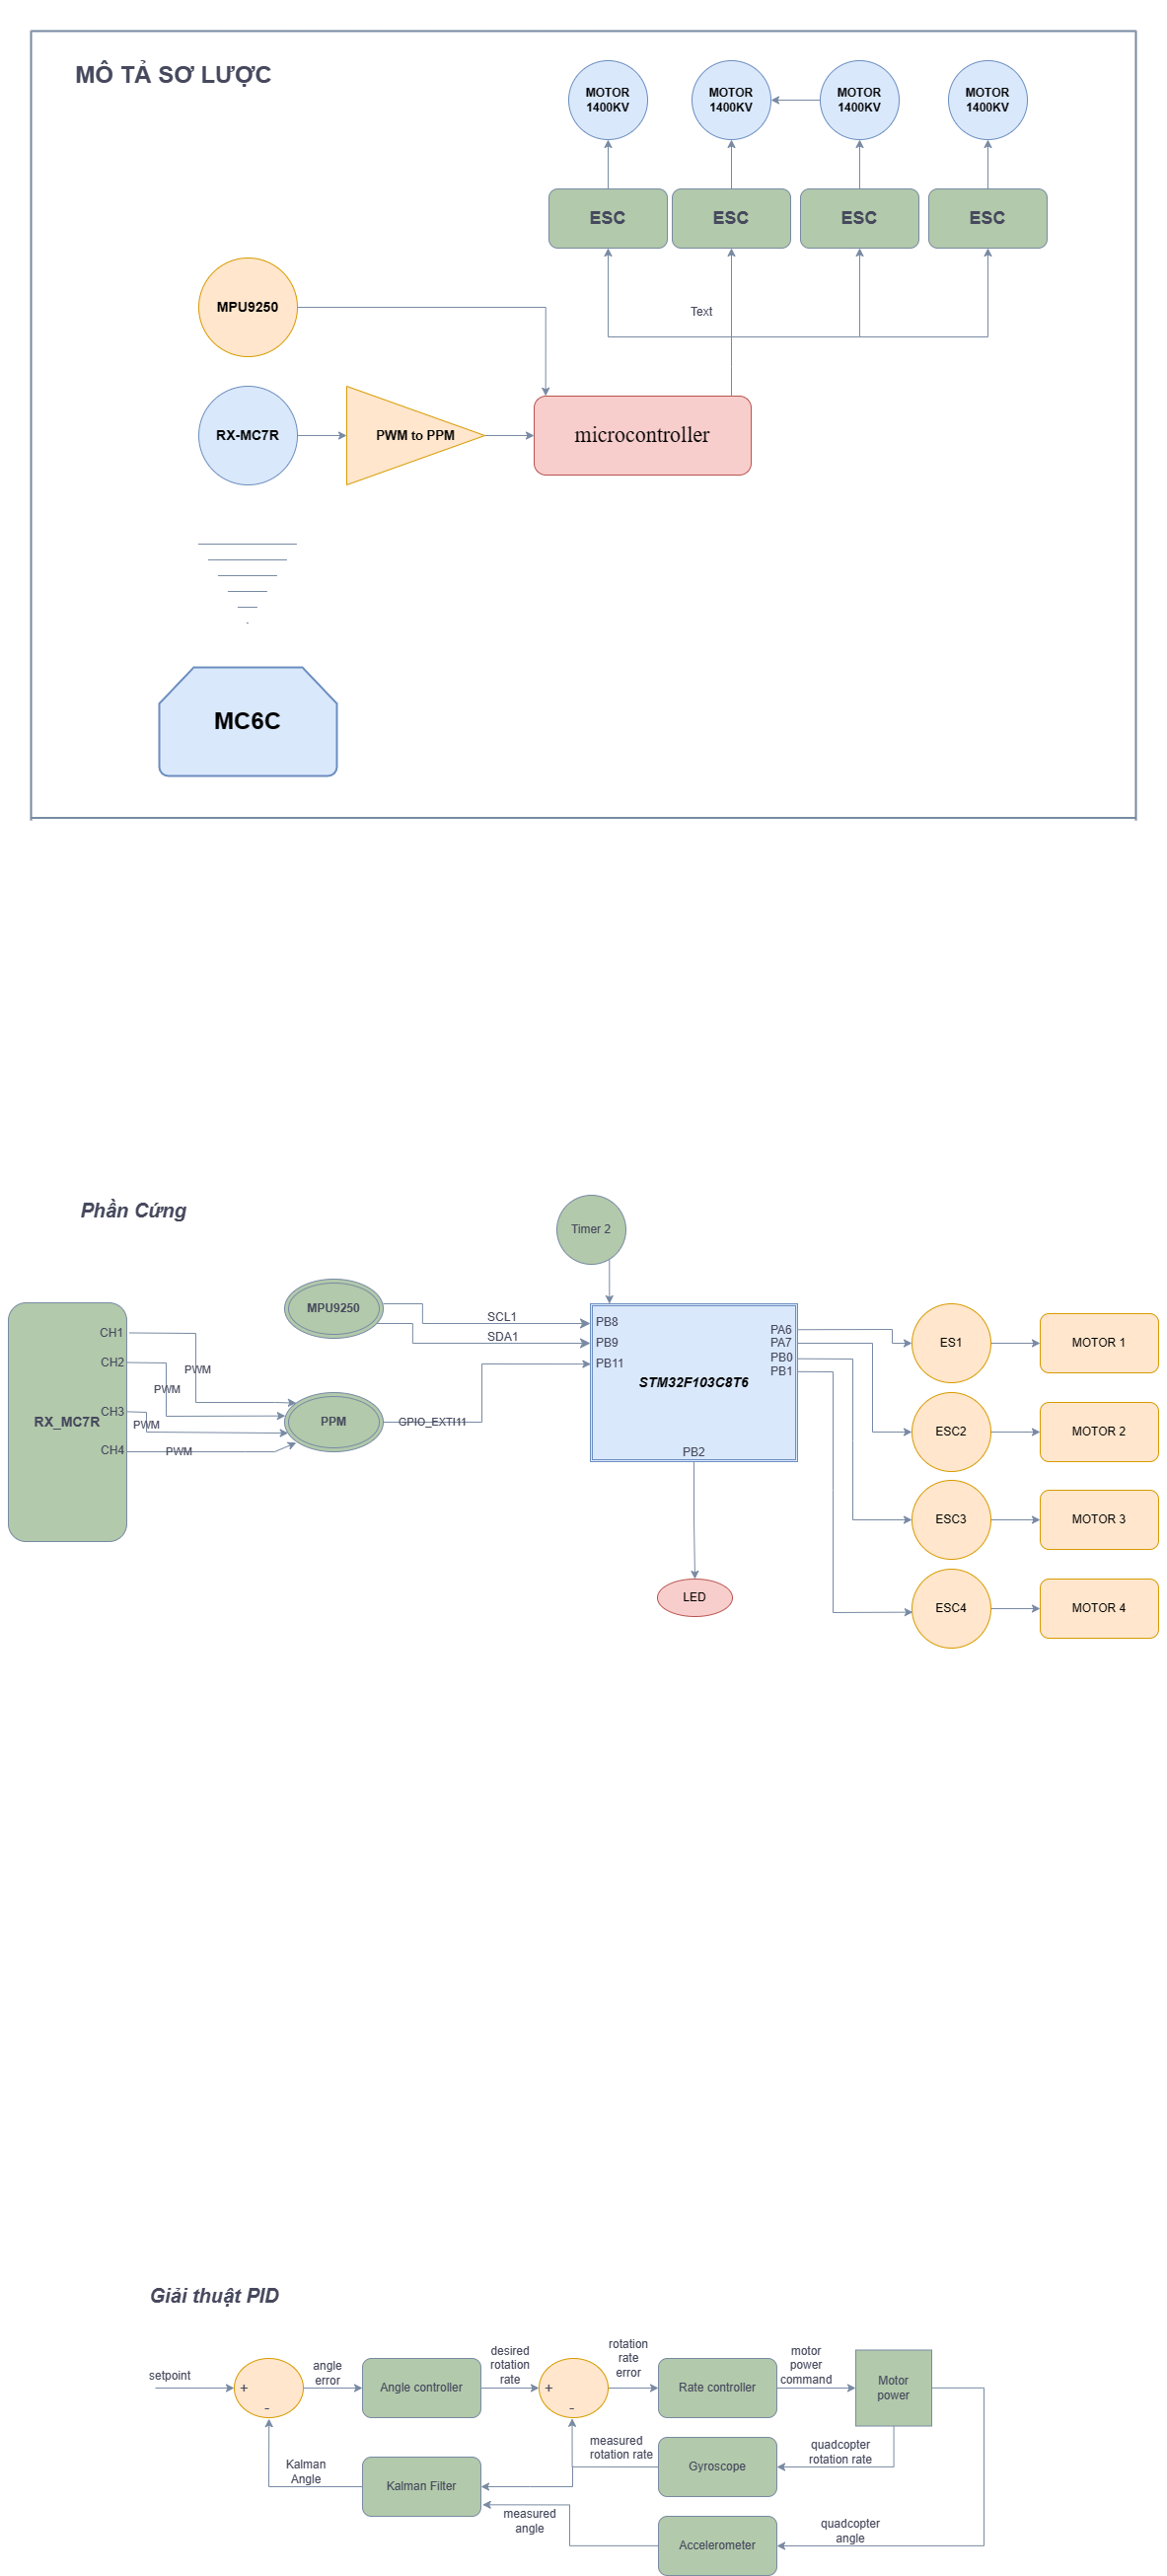 MÔ TẢ SƠ LƯỢC
MOTOR
1400KV
MOTOR
1400KV
MOTOR
1400KV
MOTOR
1400KV
ESC
ESC
ESC
ESC
MPU9250
Text
RX-MC7R
PWM to PPM
microcontroller
MC6C
Phần Cứng
Timer 2
MPU9250
SCL1
SDA1
PB8
PB9
PB11
PA6
PA7
PB0
PB1
STM32F103C8T6
PB2
CH1
CH2
CH3
CH4
RX_MC7R
PWM
PWM
PWM
PWM
PPM
GPIO_EXTI11
LED
ES1
MOTOR 1
ESC2
MOTOR 2
ESC3
MOTOR 3
ESC4
MOTOR 4
Giải thuật PID
setpoint
+
-
angle
error
Angle controller
desired
rotation
rate
+
-
rotation
rate
error
Rate controller
motor
power
command
Motor
power
measured
rotation rate
Gyroscope
quadcopter
rotation rate
Kalman
Angle
Kalman Filter
measured
angle
Accelerometer
quadcopter
angle